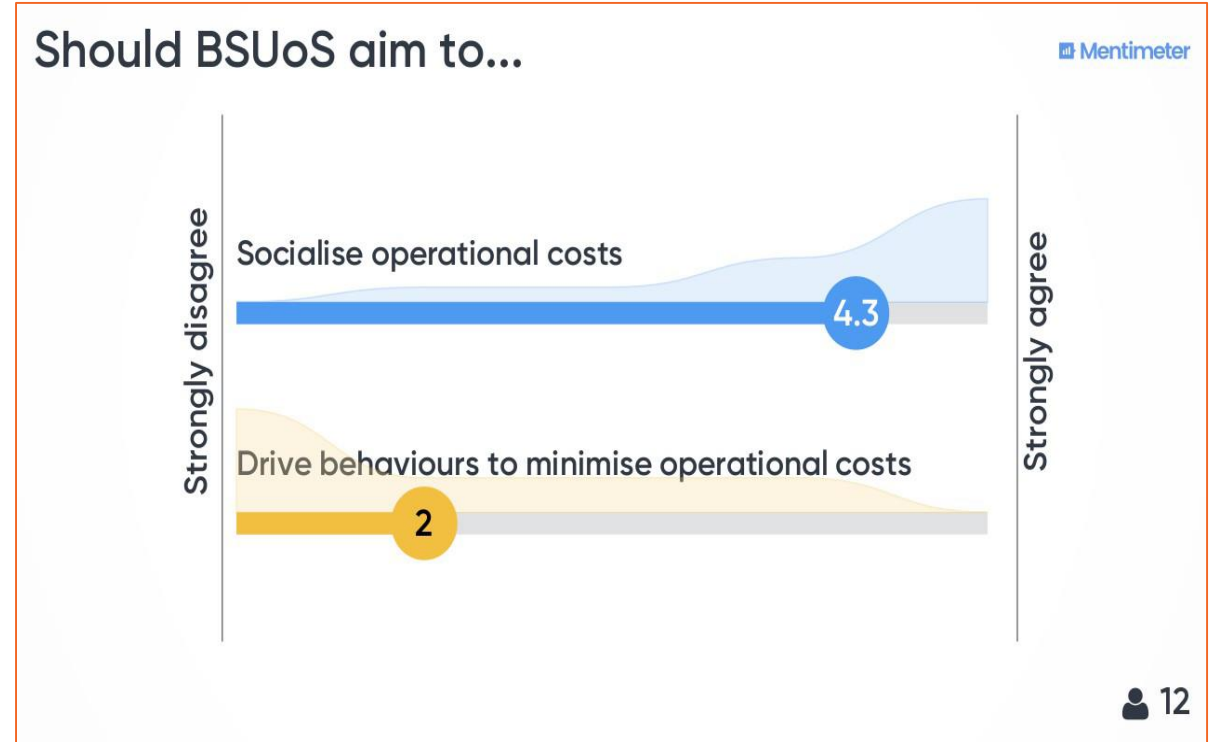 Should BSUoS aim to...
Mentimeter
Strongly disagree
Socialise operational costs
4.3
Drive behaviours to minimise operational costs
2
Strongly agree
12